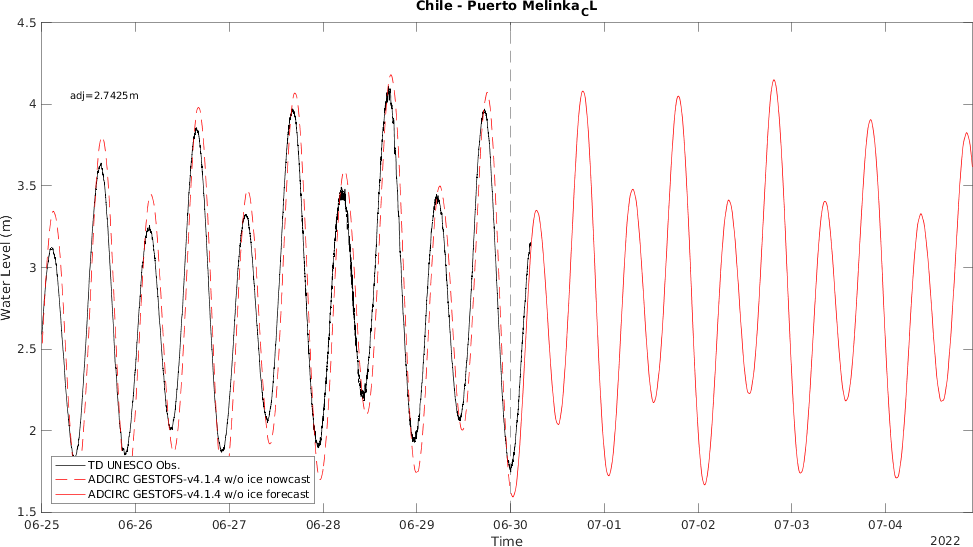 Chile - Puerto Melinka_CL
4.5
adj=2.7425m
4
3.5
3
2.5
2
1.5
Water Level (m)
TD UNESCO Obs.
ADCIRC GESTOFS-v4.1.4 w/o ice nowcast
ADCIRC GESTOFS-v4.1.4 w/o ice forecast
06-25 06-26 06-27 06-28 06-29 06-30 07-01 07-02 07-03 07-04
Time
2022